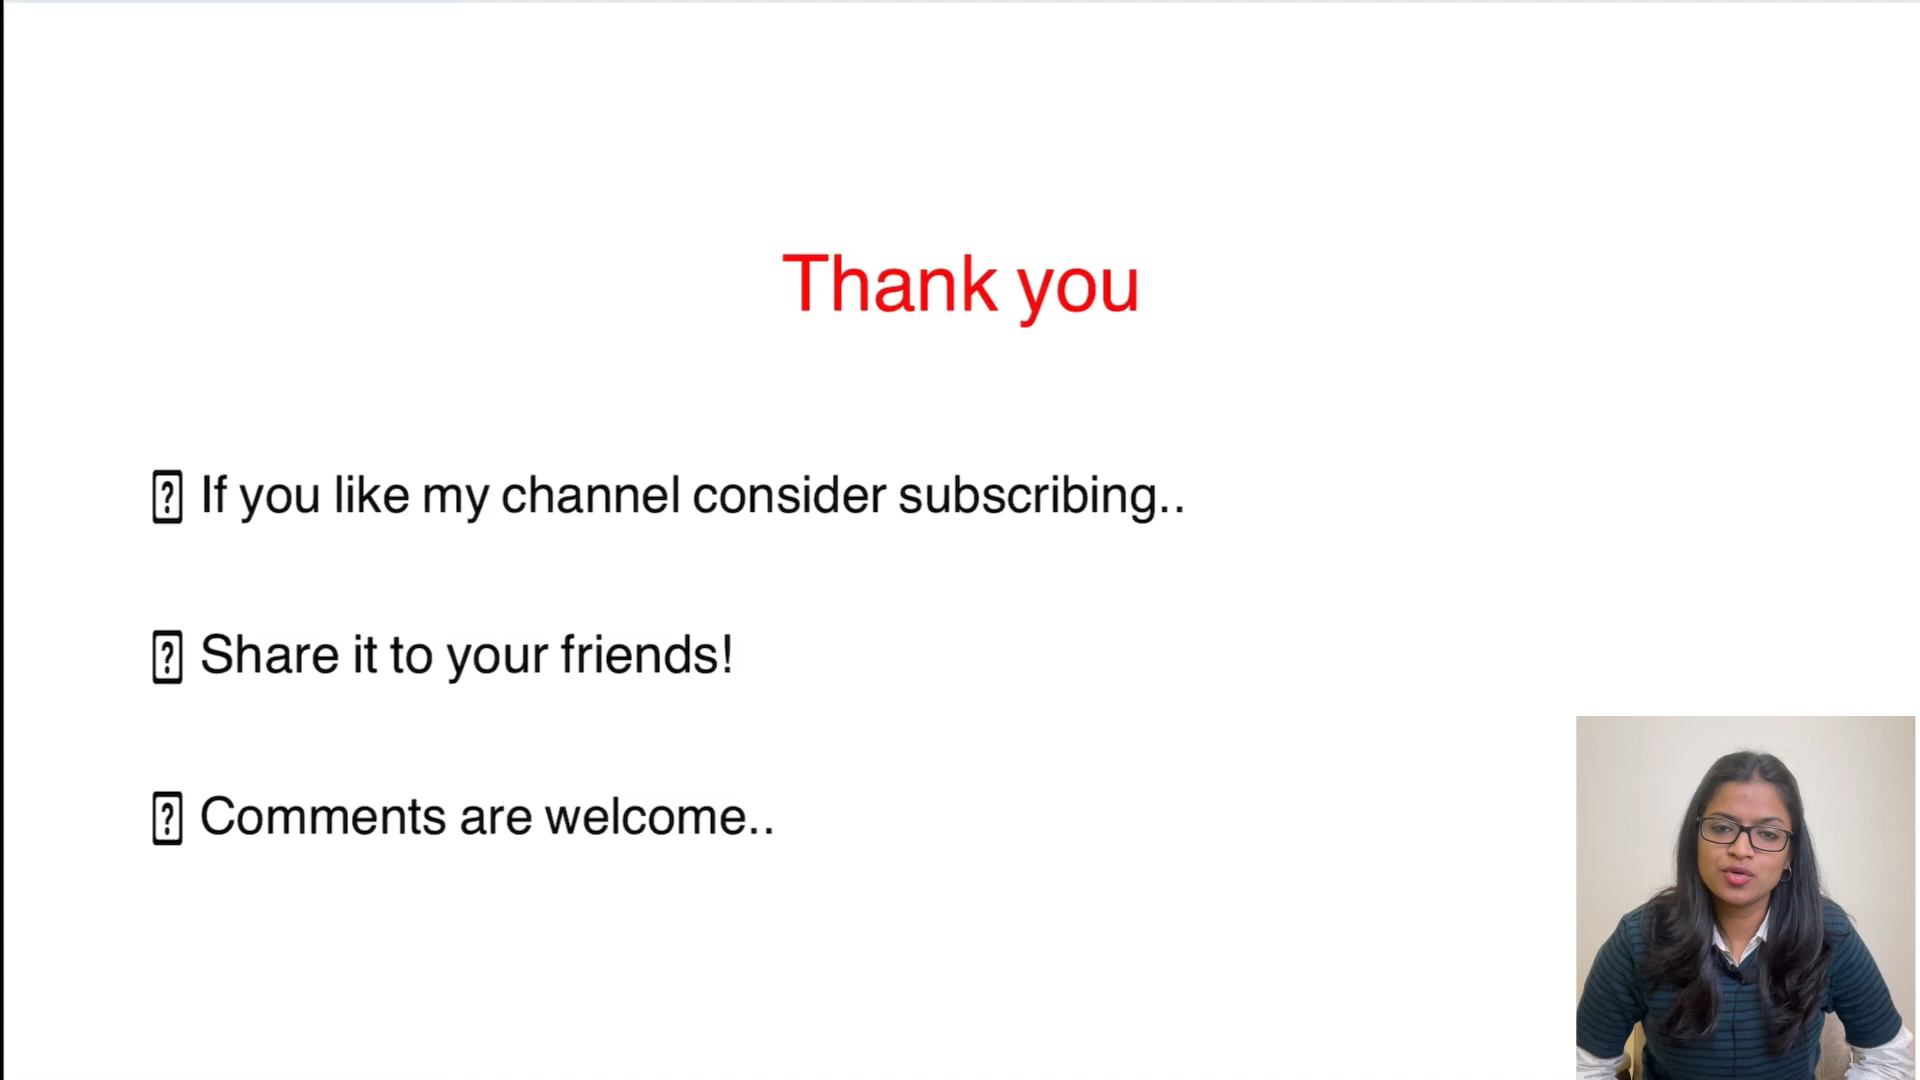 Thank you
If you like my channel consider subscribing..
Share it to your friends!
Comments are welcome..